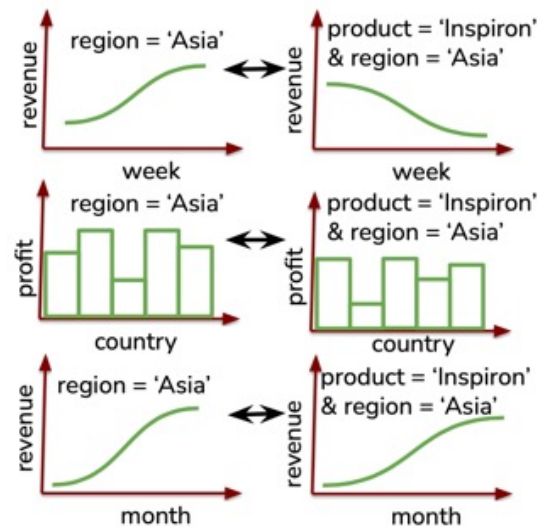 revenue
region = ‘Asia’
week
revenue
product = ‘Inspiron’
& region = ‘Asia’
week
profit
region = ‘Asia’
country
profit
product = ‘Inspiron’
& region = ‘Asia’
country
revenue
region = ‘Asia’
month
revenue
product = ‘Inspiron’
& region = ‘Asia’
month